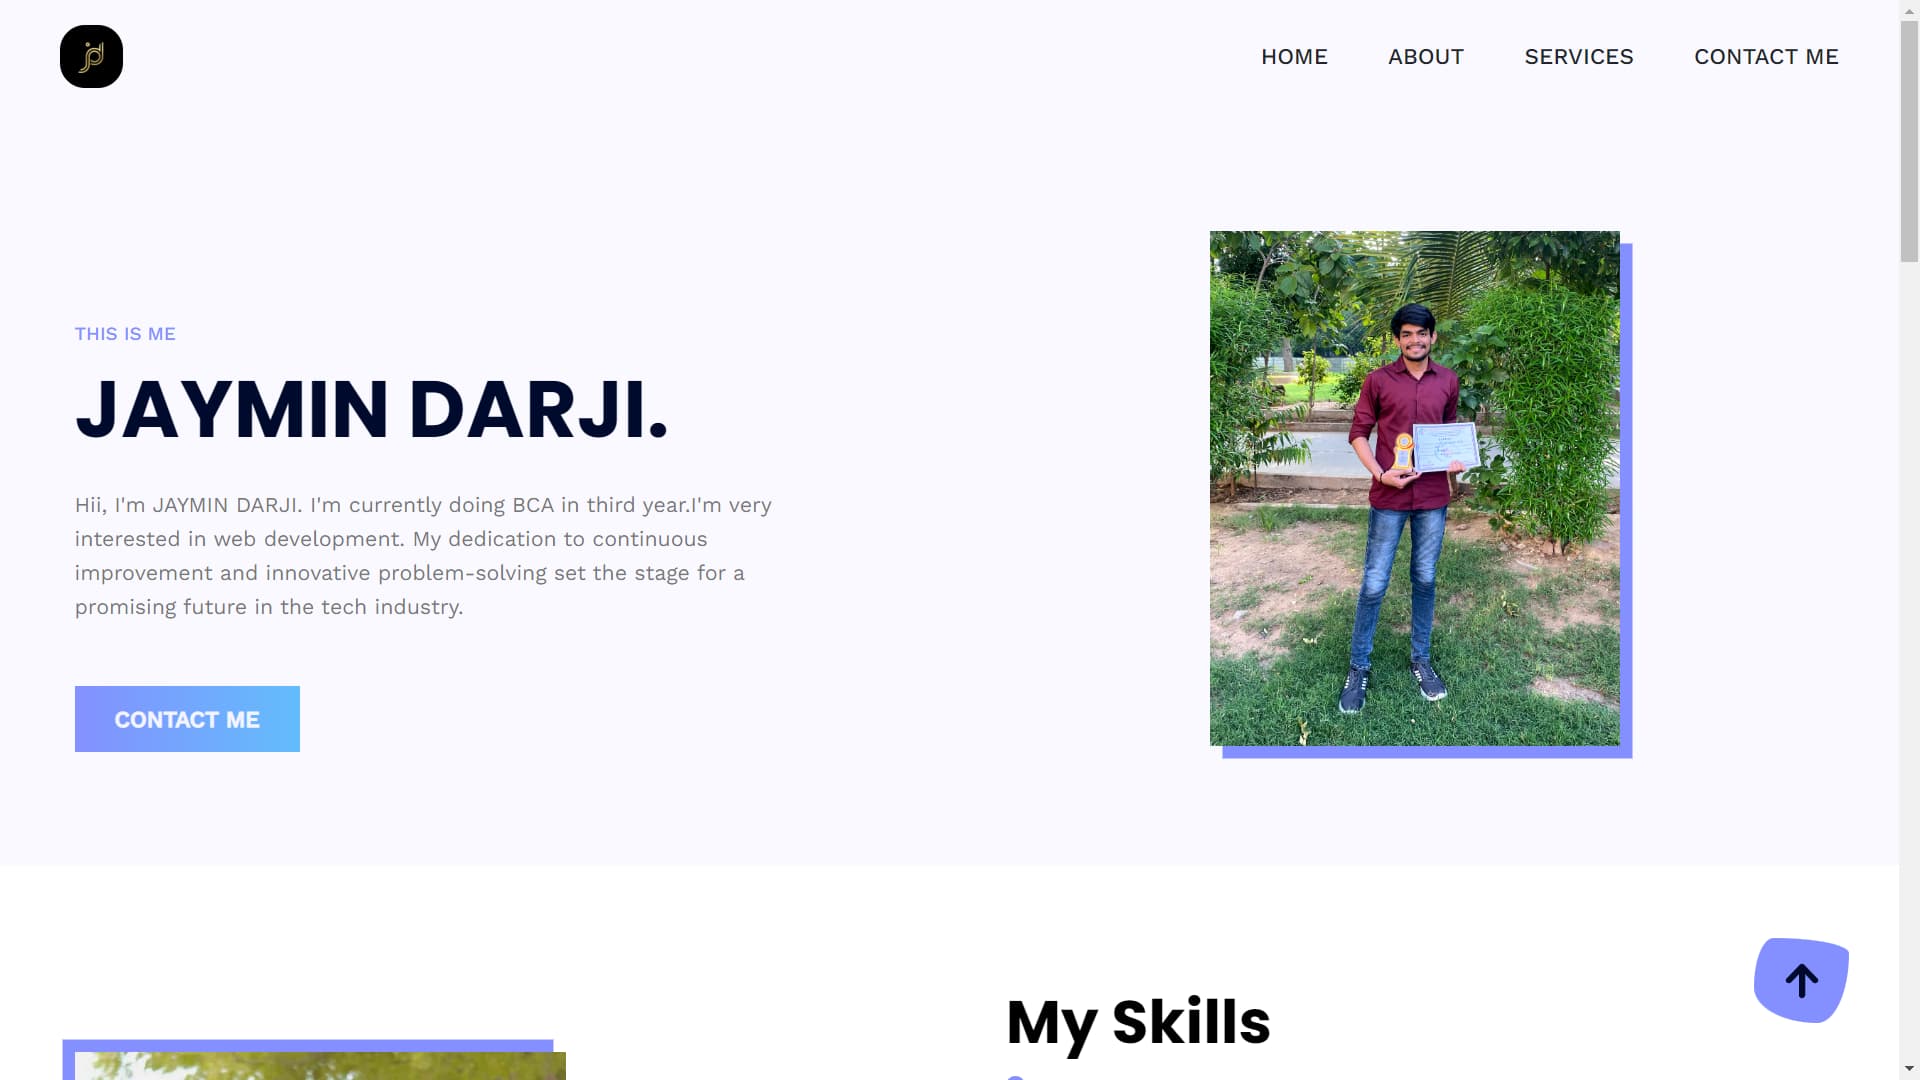 jd
HOME ABOUT SERVICES CONTACT ME
THIS IS ME
JAYMIN DARJI.
Hii, I'm JAYMIN DARJI. I'm currently doing BCA in third year.I'm very
interested in web development. My dedication to continuous
improvement and innovative problem-solving set the stage for a
promising future in the tech industry.
CONTACT ME
My Skills